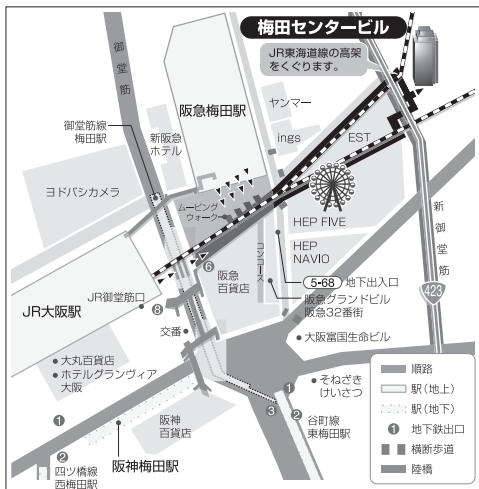 梅田センタービル
JR東海道線の高架
をくぐります。
御堂筋
阪急梅田駅
ヤンマー
ings
EST
御堂筋線
梅田駅
新阪急
ホテル
ヨドバシカメラ
ムービング
ウォーク
HEP FIVE
新御堂筋
HEP
NAVIO
コンコース
6
阪急
百貨店
5-68 地下出入口
阪急グランドビル
阪急32番街
423
JR大阪駅
JR御堂筋口
8
交番
大阪富国生命ビル
大丸百貨店
ホテルグランヴィア
大阪
そねざき
けいさつ
1
2
3
谷町線
東梅田駅
阪神
百貨店
1
2
阪神梅田駅
四ツ橋線
西梅田駅
順路
駅(地上)
駅(地下)
1 地下鉄出口
横断歩道
陸橋